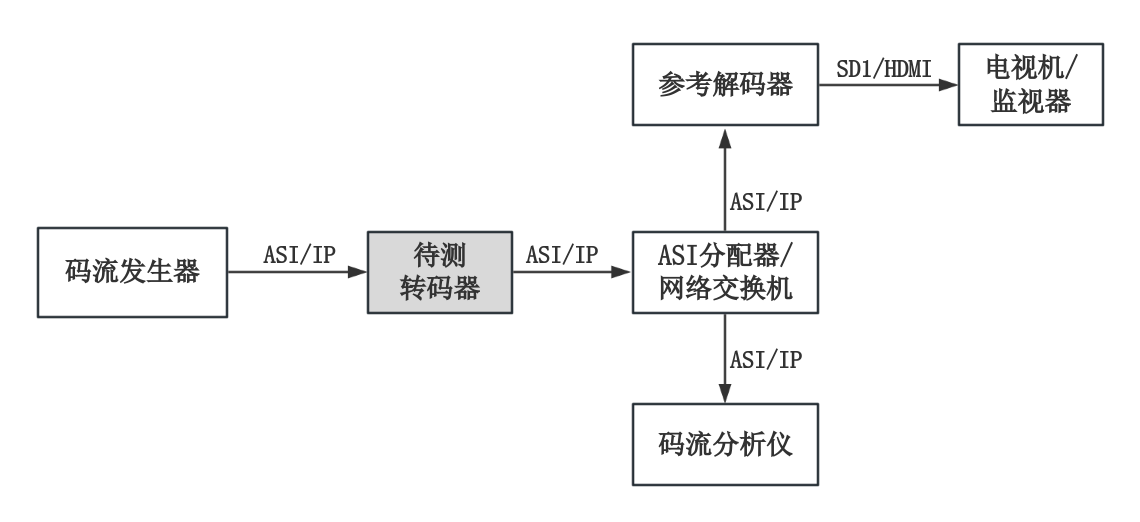 参考解码器
SD1/HDMI
电视机/
监视器
ASI/IP
码流发生器
ASI/IP
待测
转码器
ASI/IP
ASI分配器/
网络交换机
ASI/IP
码流分析仪